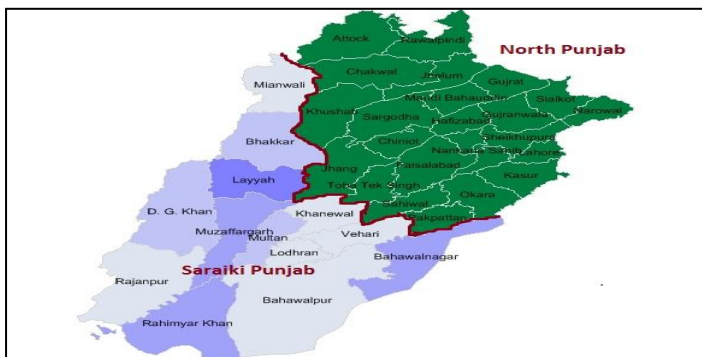 Attock
Rawalpindi
North Punjab
Chakwal
Jhelum
Mianwali
Gujrat
Sialkot
Mandi Bahauddin
Khushab
Gujranwala
Narowal
Sargodha
Hafizabad
Sheikhupura
Bhakkar
Chiniot
Nankana Sahib
Lahore
Faisalabad
Jhang
Kasur
Layyah
Toba Tek Singh
Okara
Sahiwal
D. G. Khan
Khanewal
Pakpattan
Muzaffargarh
Vehari
Multan
Lodhran
Bahawalnagar
Saraiki Punjab
Rajanpur
Bahawalpur
Rahimyar Khan